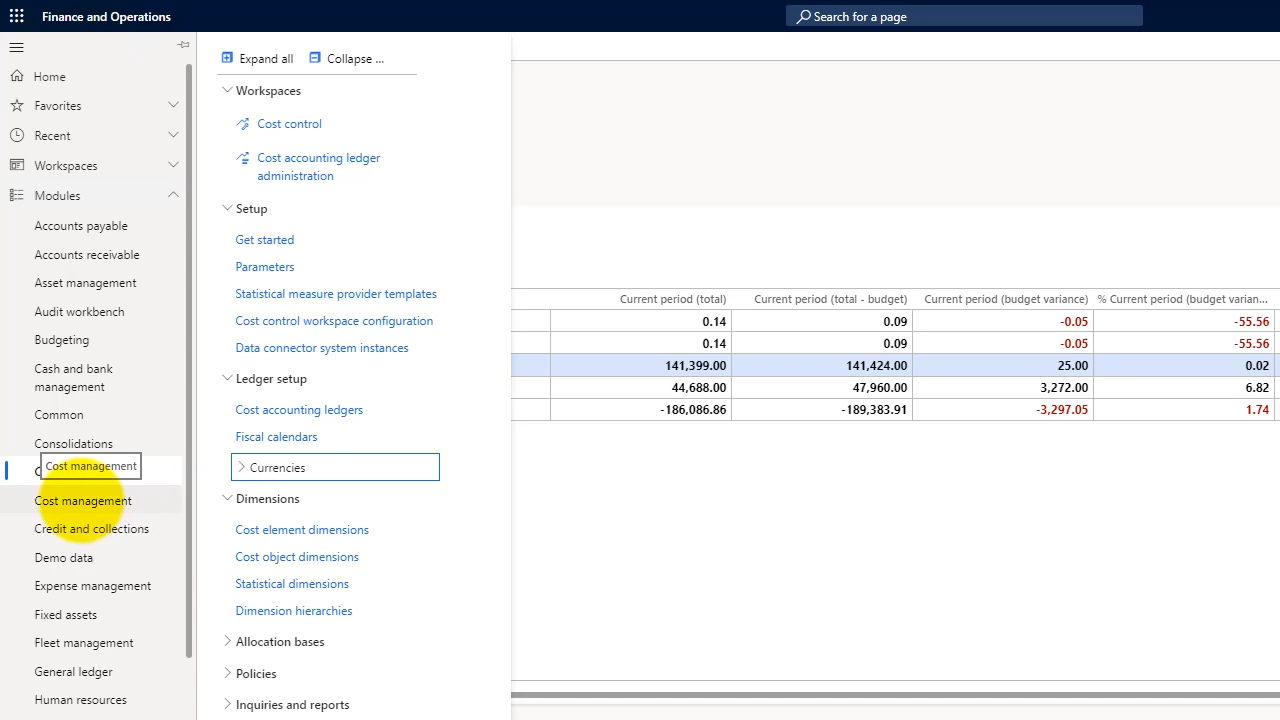 Finance and Operations
Search for a page
Home
Favorites
Recent
Workspaces
Modules
Accounts payable
Accounts receivable
Asset management
Audit workbench
Budgeting
Cash and bank
management
Common
Consolidations
Cost management
Cost management
Credit and collections
Demo data
Expense management
Fixed assets
Fleet management
General ledger
Human resources
Expand all
Collapse ...
Workspaces
Cost control
Cost accounting ledger
administration
Setup
Get started
Parameters
Statistical measure provider templates
Cost control workspace configuration
Data connector system instances
Ledger setup
Cost accounting ledgers
Fiscal calendars
Currencies
Dimensions
Cost element dimensions
Cost object dimensions
Statistical dimensions
Dimension hierarchies
Allocation bases
Policies
Inquiries and reports
Current period (total) Current period (total - budget) Current period (budget variance) % Current period (budget varian...
0.14 0.09 -0.05 -55.56
0.14 0.09 -0.05 -55.56
141,399.00 141,424.00 25.00 0.02
44,688.00 47,960.00 3,272.00 6.82
-186,086.86 -189,383.91 -3,297.05 1.74